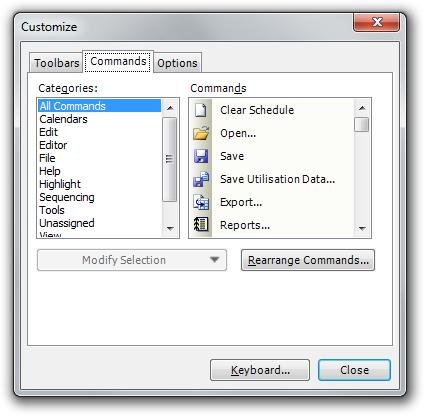 Customize
Toolbars Commands Options
Categories:
All Commands
Calendars
Edit
Editor
File
Help
Highlight
Sequencing
Tools
Unassigned
View
Commands
Clear Schedule
Open...
Save
Save Utilisation Data...
Export...
Reports...
Modify Selection
Rearrange Commands...
Keyboard...
Close